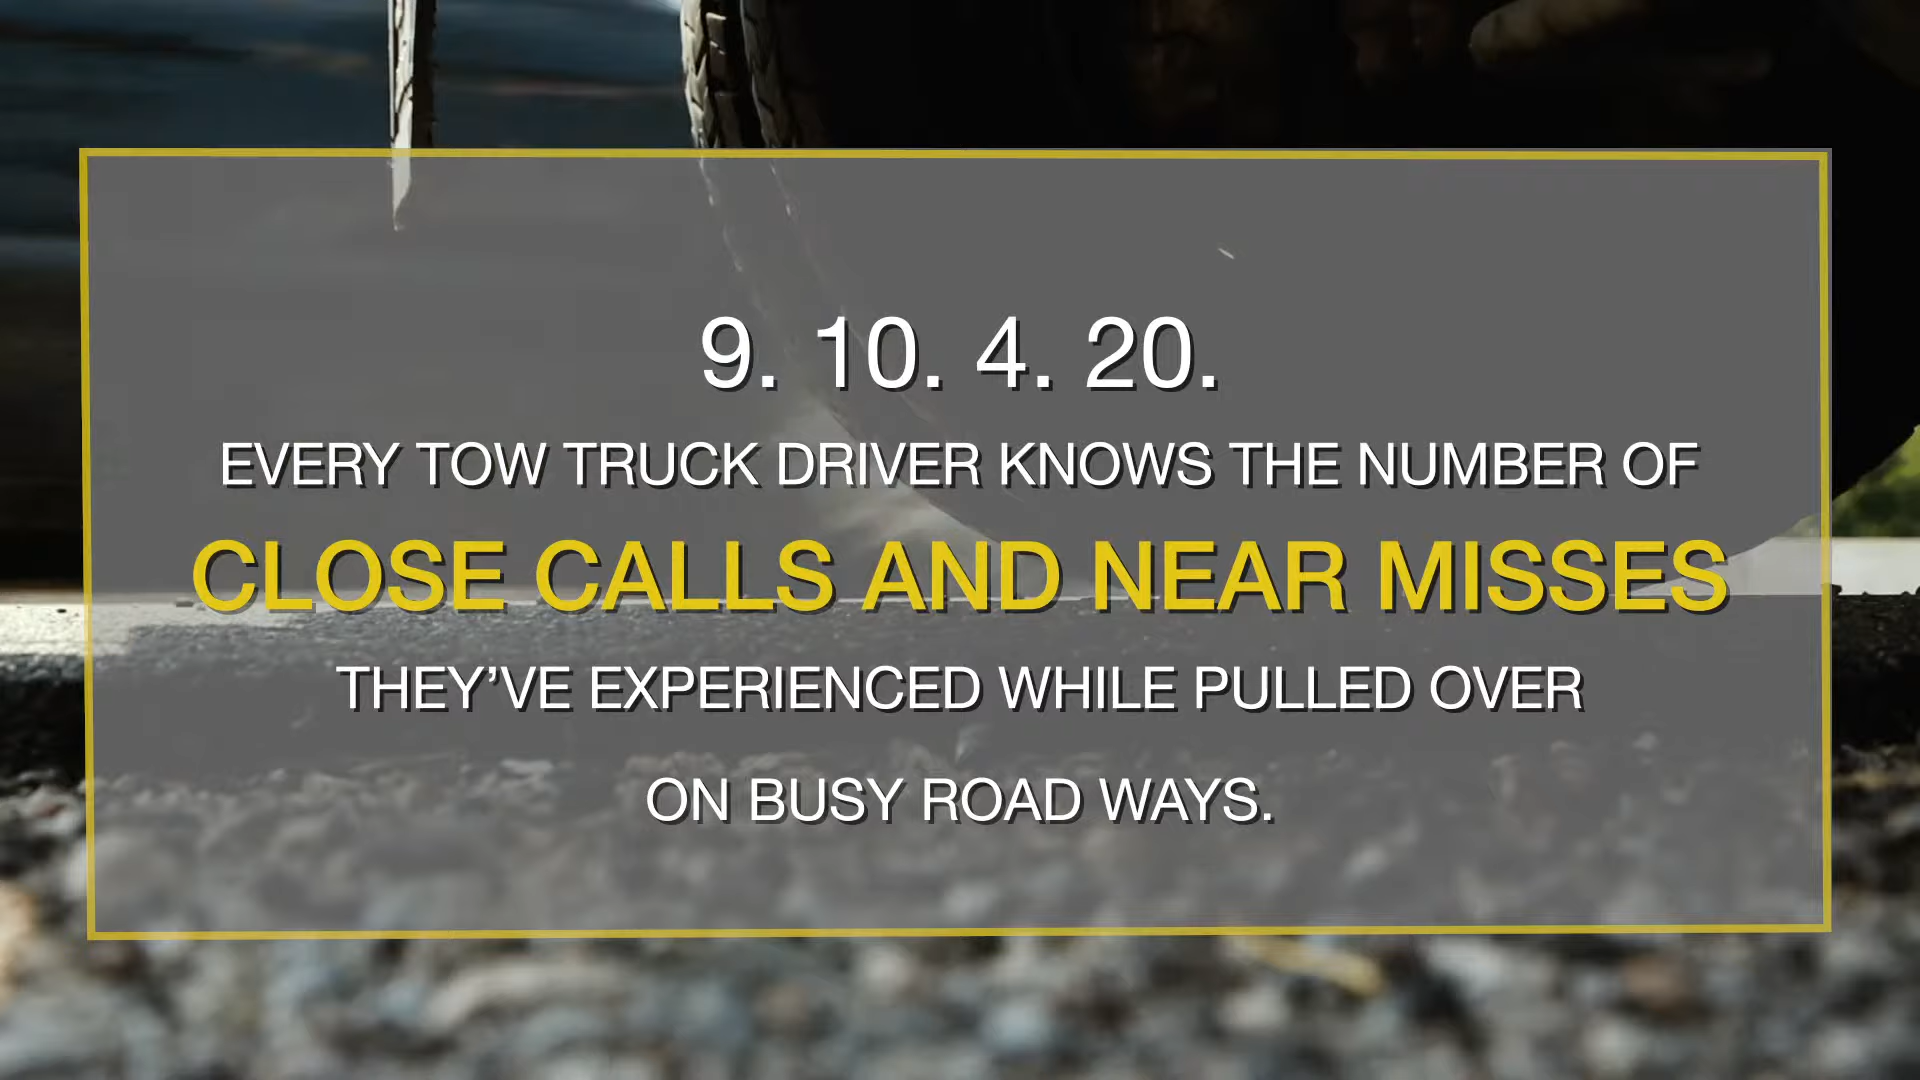 9. 10. 4. 20.
EVERY TOW TRUCK DRIVER KNOWS THE NUMBER OF
CLOSE CALLS AND NEAR MISSES
THEY’VE EXPERIENCED WHILE PULLED OVER
ON BUSY ROAD WAYS.